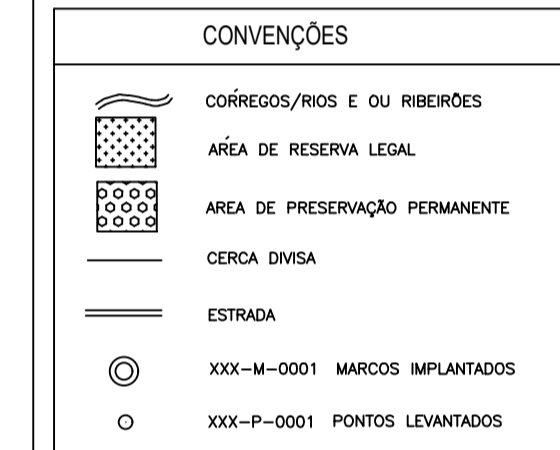 CONVENÇÕES
CÓRREGOS/RIOS E OU RIBEIRÕES
ÁREA DE RESERVA LEGAL
AREA DE PRESERVAÇÃO PERMANENTE
CERCA DIVISA
ESTRADA
XXX-M-0001 MARCOS IMPLANTADOS
XXX-P-0001 PONTOS LEVANTADOS